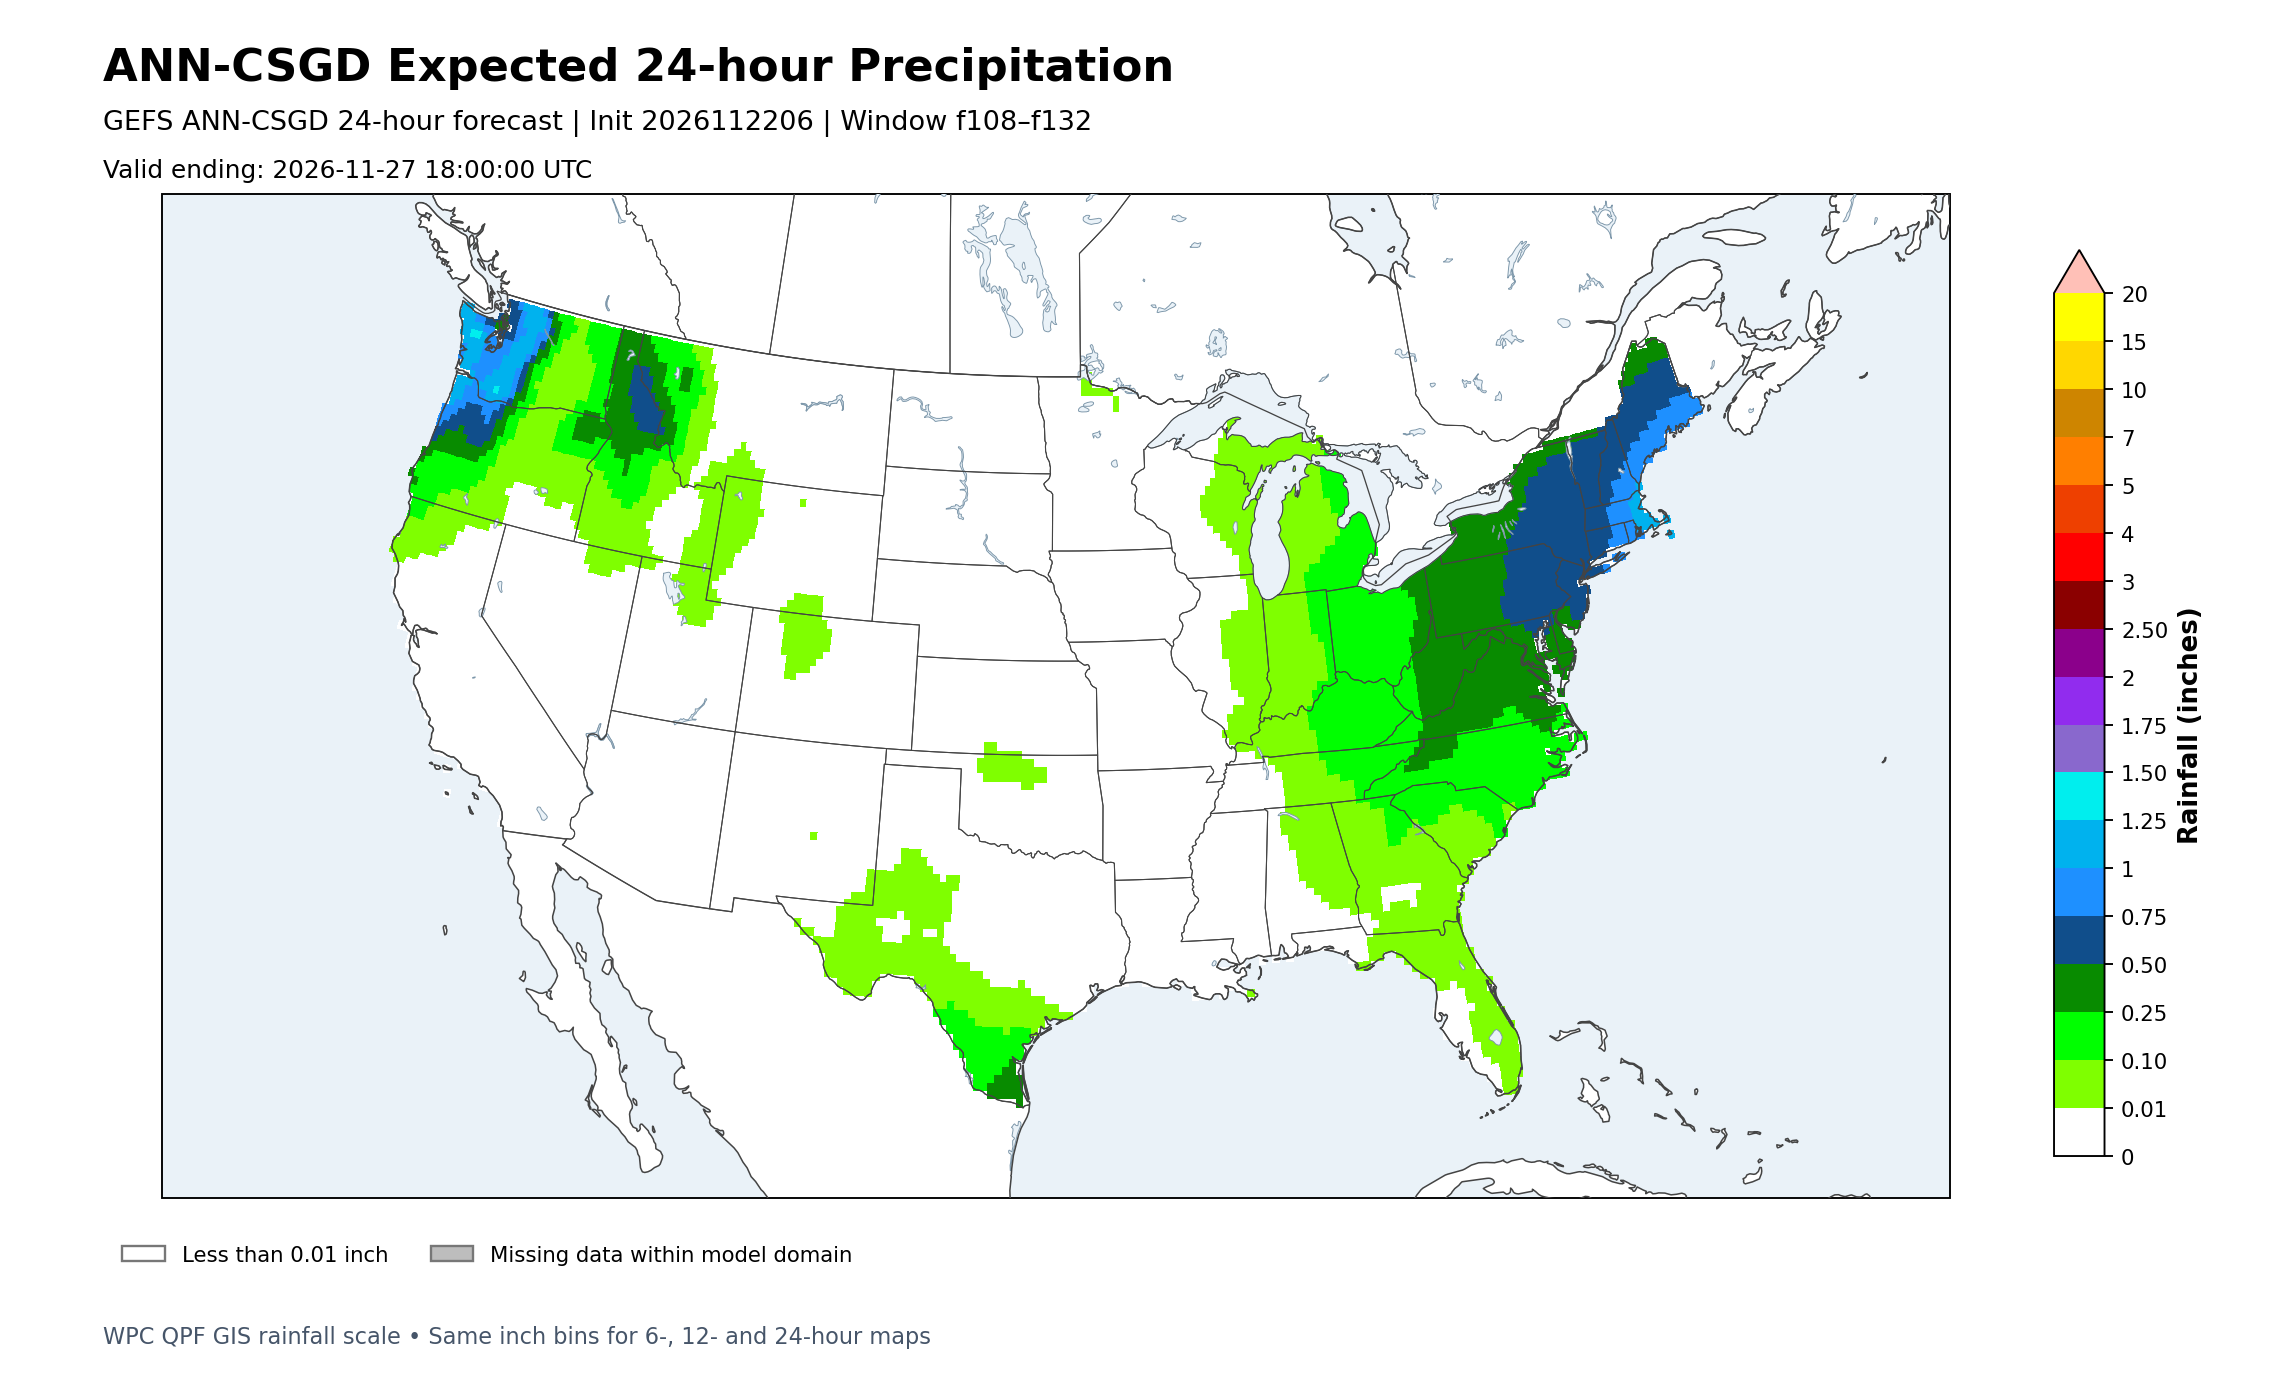 ANN-CSGD Expected 24-hour Precipitation
GEFS ANN-CSGD 24-hour forecast | Init 2026112206 | Window f108–f132
Valid ending: 2026-11-27 18:00:00 UTC
20
15
10
7
5
4
3
2.50
2
1.75
1.50
1.25
1
0.75
0.50
0.25
0.10
0.01
0
Rainfall (inches)
Less than 0.01 inch
Missing data within model domain
WPC QPF GIS rainfall scale • Same inch bins for 6-, 12- and 24-hour maps